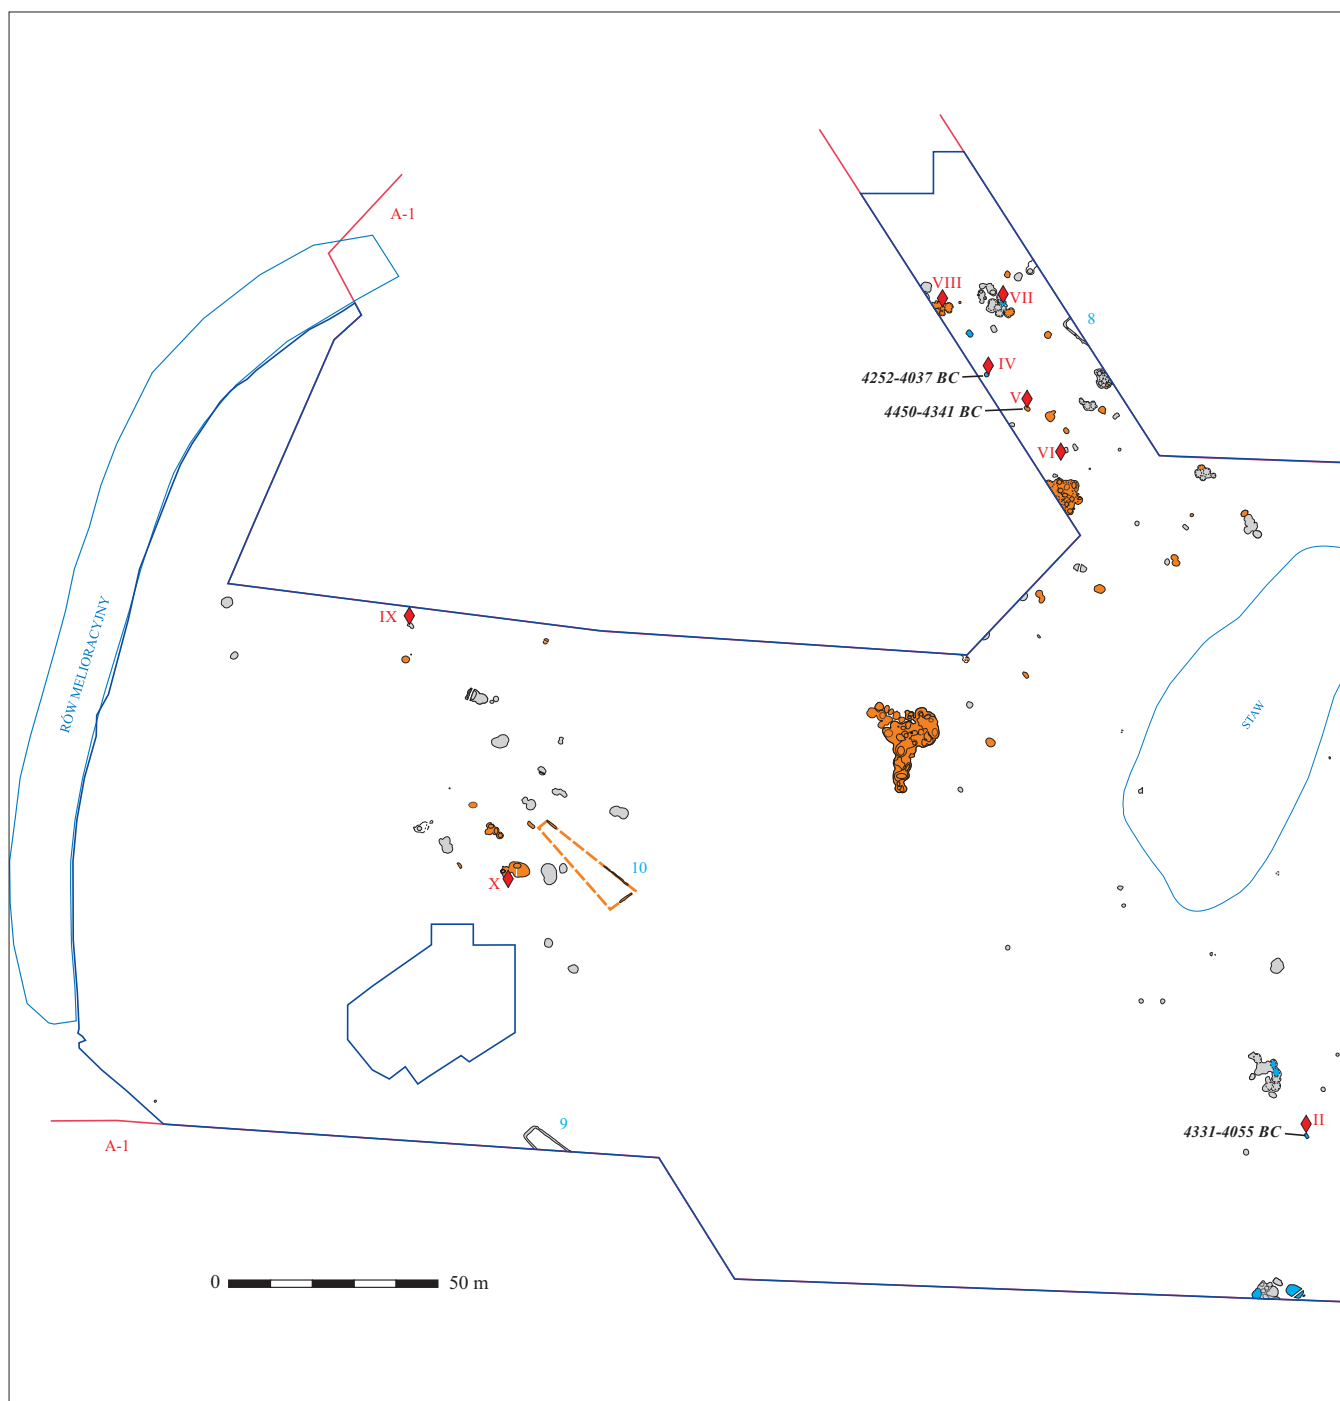 A-1
VIII
VII
8
IV
4252-4037 BC
V
4450-4341 BC
VI
IX
RÓW MELIORACYJNY
STAW
10
X
9
II
4331-4055 BC
A-1
0
50 m